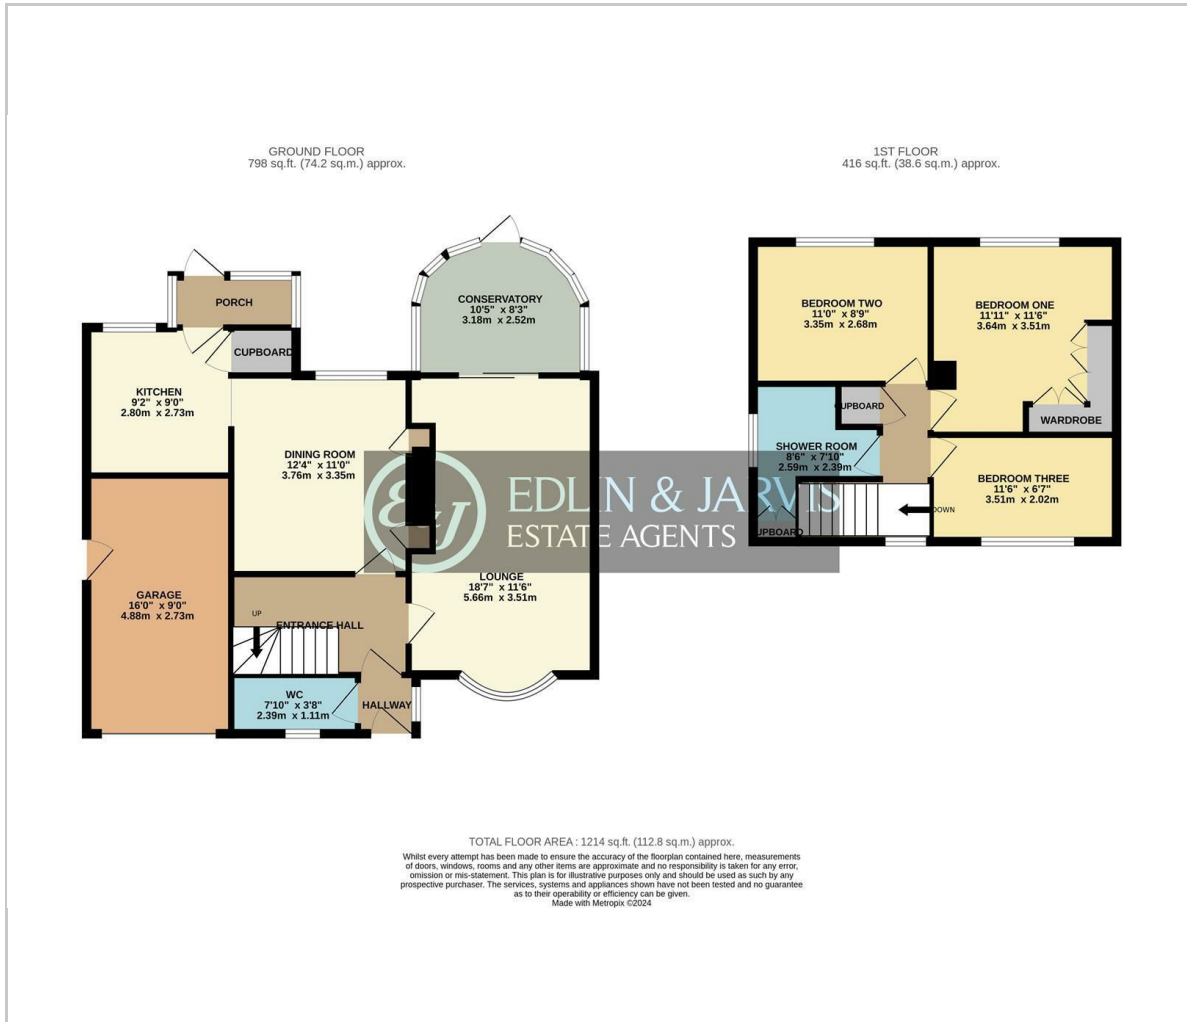 GROUND FLOOR
798 sq.ft. (74.2 sq.m.) approx.
1ST FLOOR
416 sq.ft. (38.6 sq.m.) approx.
PORCH
CUPBOARD
KITCHEN
9'2" x 9'0"
2.80m x 2.73m
CONSERVATORY
10'5" x 8'3"
3.18m x 2.52m
DINING ROOM
12'4" x 11'0"
3.76m x 3.35m
LOUNGE
18'7" x 11'6"
5.66m x 3.51m
GARAGE
16'0" x 9'0"
4.88m x 2.73m
UP
ENTRANCE HALL
WC
7'10" x 3'8"
2.39m x 1.11m
HALLWAY
BEDROOM TWO
11'0" x 8'9"
3.35m x 2.68m
BEDROOM ONE
11'11" x 11'6"
3.64m x 3.51m
CUPBOARD
WARDROBE
SHOWER ROOM
8'6" x 7'10"
2.59m x 2.39m
BEDROOM THREE
11'6" x 6'7"
3.51m x 2.02m
DOWN
CUPBOARD
EJ
EDLIN & JARVIS
ESTATE AGENTS
TOTAL FLOOR AREA : 1214 sq.ft. (112.8 sq.m.) approx.
Whilst every attempt has been made to ensure the accuracy of the floorplan contained here, measurements
of doors, windows, rooms and any other items are approximate and no responsibility is taken for any error,
omission or mis-statement. This plan is for illustrative purposes only and should be used as such by any
prospective purchaser. The services, systems and appliances shown have not been tested and no guarantee
as to their operability or efficiency can be given.
Made with Metropix ©2024